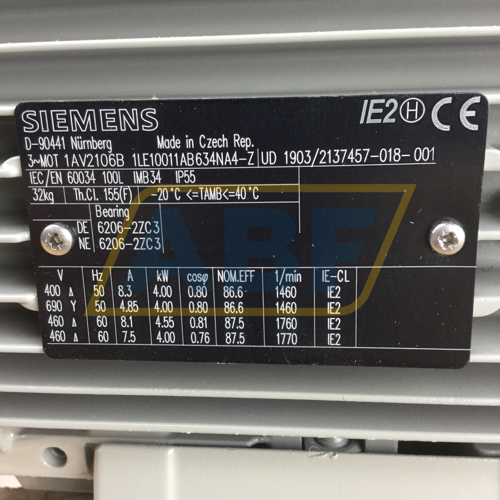 SIEMENS IE2 H CE
D-90441 Nürnberg Made in Czech Rep.
3~MOT 1AV2106B 1LE10011AB634NA4-Z UD 1903/2137457-018-001
IEC/EN 60034 100L IMB34 IP55
32kg Th.Cl. 155(F) -20°C <=TAMB<=40°C
Bearing
DE 6206-2ZC3
NE 6206-2ZC3
V Hz A kW cosφ NOM.EFF 1/min IE-CL
400 Δ 50 8.3 4.00 0.80 86.6 1460 IE2
690 Y 50 4.85 4.00 0.80 86.6 1460 IE2
460 Δ 60 8.1 4.55 0.81 87.5 1760 IE2
460 Δ 60 7.5 4.00 0.76 87.5 1770 IE2
ABF